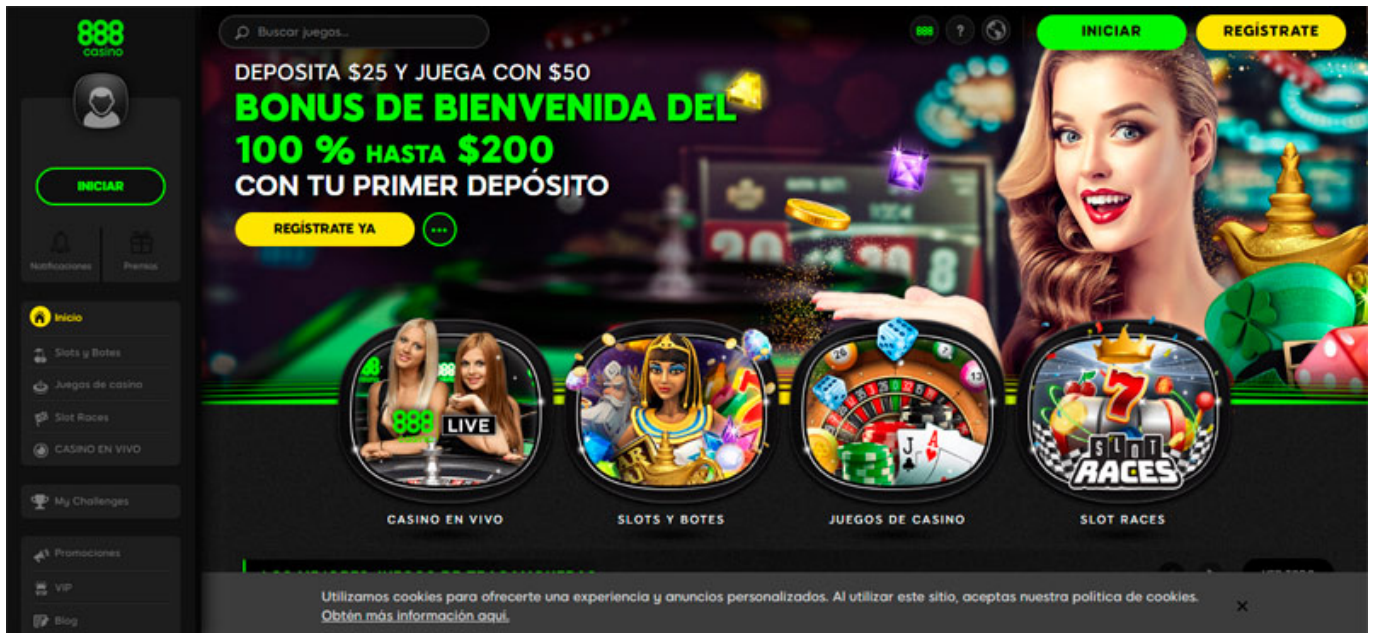 888
casino
Buscar juegos...
888
?
INICIAR
REGÍSTRATE
DEPOSITA $25 Y JUEGA CON $50
BONUS DE BIENVENIDA DEL
100 % HASTA $200
CON TU PRIMER DEPÓSITO
REGÍSTRATE YA
INICIAR
Notificaciones
Premios
Inicio
Slots y Botes
Juegos de casino
Slot Races
CASINO EN VIVO
My Challenges
Promociones
VIP
Blog
888 LIVE
SLOT
RACES
CASINO EN VIVO
SLOTS Y BOTES
JUEGOS DE CASINO
SLOT RACES
Utilizamos cookies para ofrecerte una experiencia y anuncios personalizados. Al utilizar este sitio, aceptas nuestra política de cookies.
Obtén más información aquí.